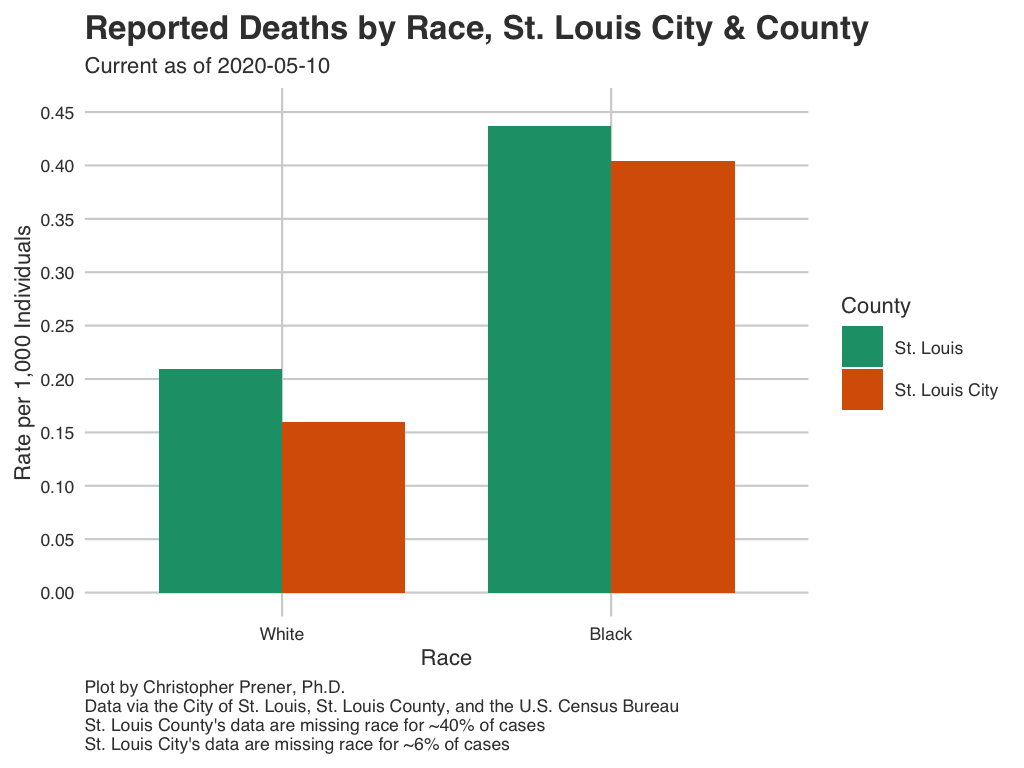 Reported Deaths by Race, St. Louis City & County
Current as of 2020-05-10
Rate per 1,000 Individuals
0.45
0.40
0.35
0.30
0.25
0.20
0.15
0.10
0.05
0.00
White
Black
Race
County
St. Louis
St. Louis City
Plot by Christopher Prener, Ph.D.
Data via the City of St. Louis, St. Louis County, and the U.S. Census Bureau
St. Louis County's data are missing race for ~40% of cases
St. Louis City's data are missing race for ~6% of cases